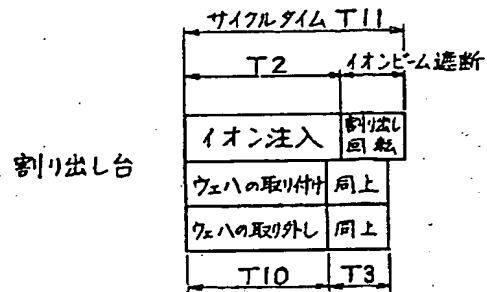 サイクルタイム T11
T2
イオンビーム遮断
イオン注入
割り出し
回転
割り出し台
ウェハの取り付け
同上
ウェハの取り外し
同上
T10
T3